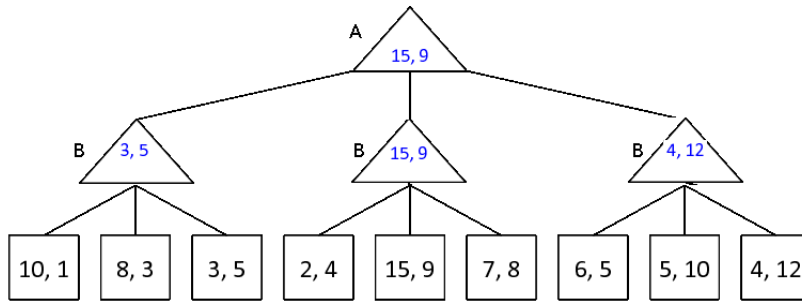 A
15, 9
B 3, 5 B 15, 9 B 4, 12
10, 1 8, 3 3, 5 2, 4 15, 9 7, 8 6, 5 5, 10 4, 12